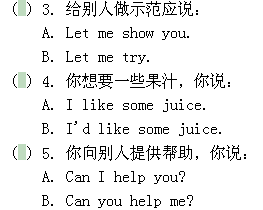 ( ) 3. 给别人做示范应说:
A. Let me show you.
B. Let me try.
( ) 4. 你想要一些果汁, 你说:
A. I like some juice.
B. I'd like some juice.
( ) 5. 你向别人提供帮助, 你说:
A. Can I help you?
B. Can you help me?